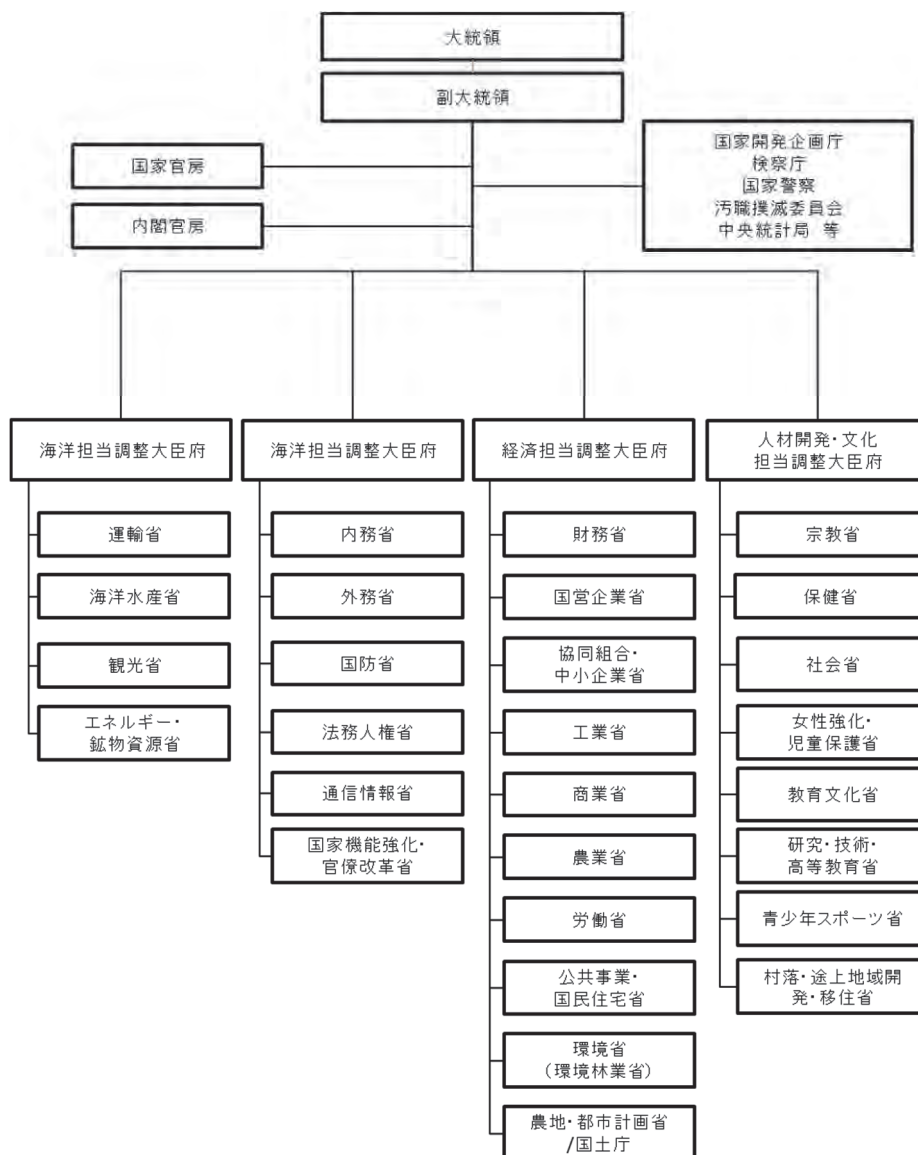 大統領
副大統領
国家官房
内閣官房
国家開発企画庁
検察庁
国家警察
汚職撲滅委員会
中央統計局 等
海洋担当調整大臣府
運輸省
海洋水産省
観光省
エネルギー・
鉱物資源省
海洋担当調整大臣府
内務省
外務省
国防省
法務人権省
通信情報省
国家機能強化・
官僚改革省
経済担当調整大臣府
財務省
国営企業省
協同組合・
中小企業省
工業省
商業省
農業省
労働省
公共事業・
国民住宅省
環境省
（環境林業省）
農地・都市計画省
/国土庁
人材開発・文化
担当調整大臣府
宗教省
保健省
社会省
女性強化・
児童保護省
教育文化省
研究・技術・
高等教育省
青少年スポーツ省
村落・途上地域開
発・移住省